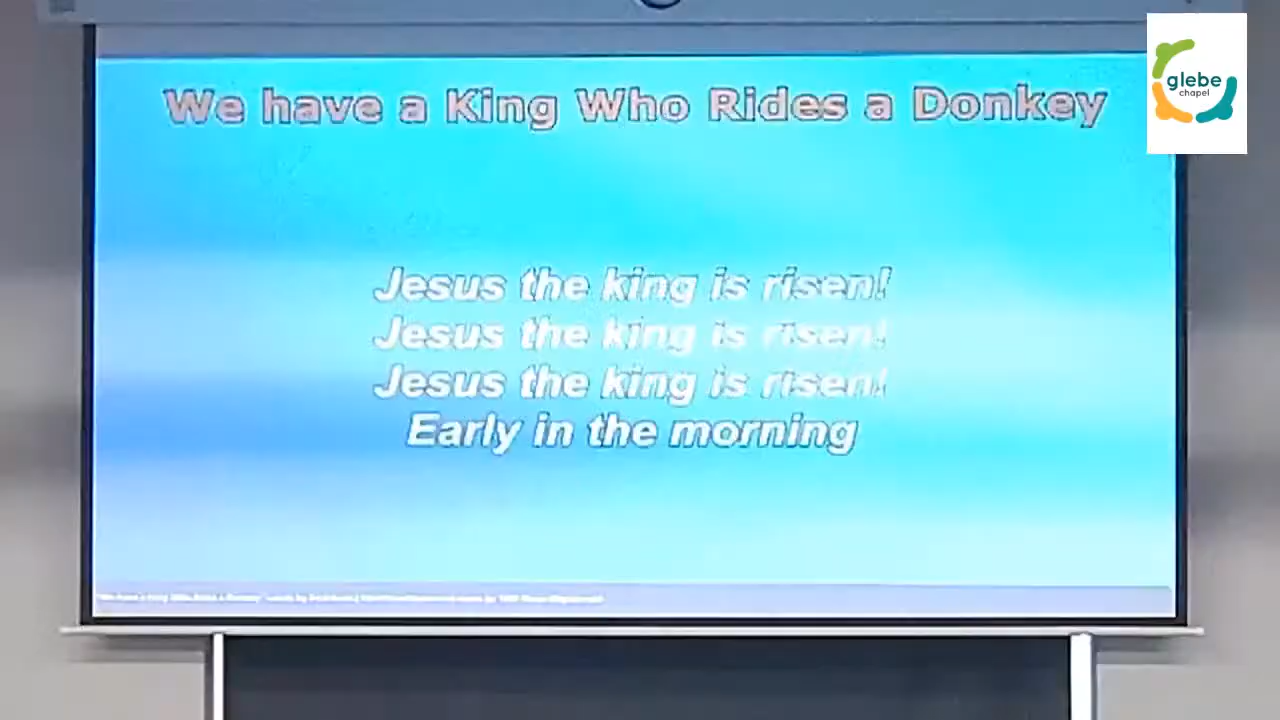 We have a King Who Rides a Donkey
glebe
chapel
Jesus the king is risen!
Jesus the king is risen!
Jesus the king is risen!
Early in the morning